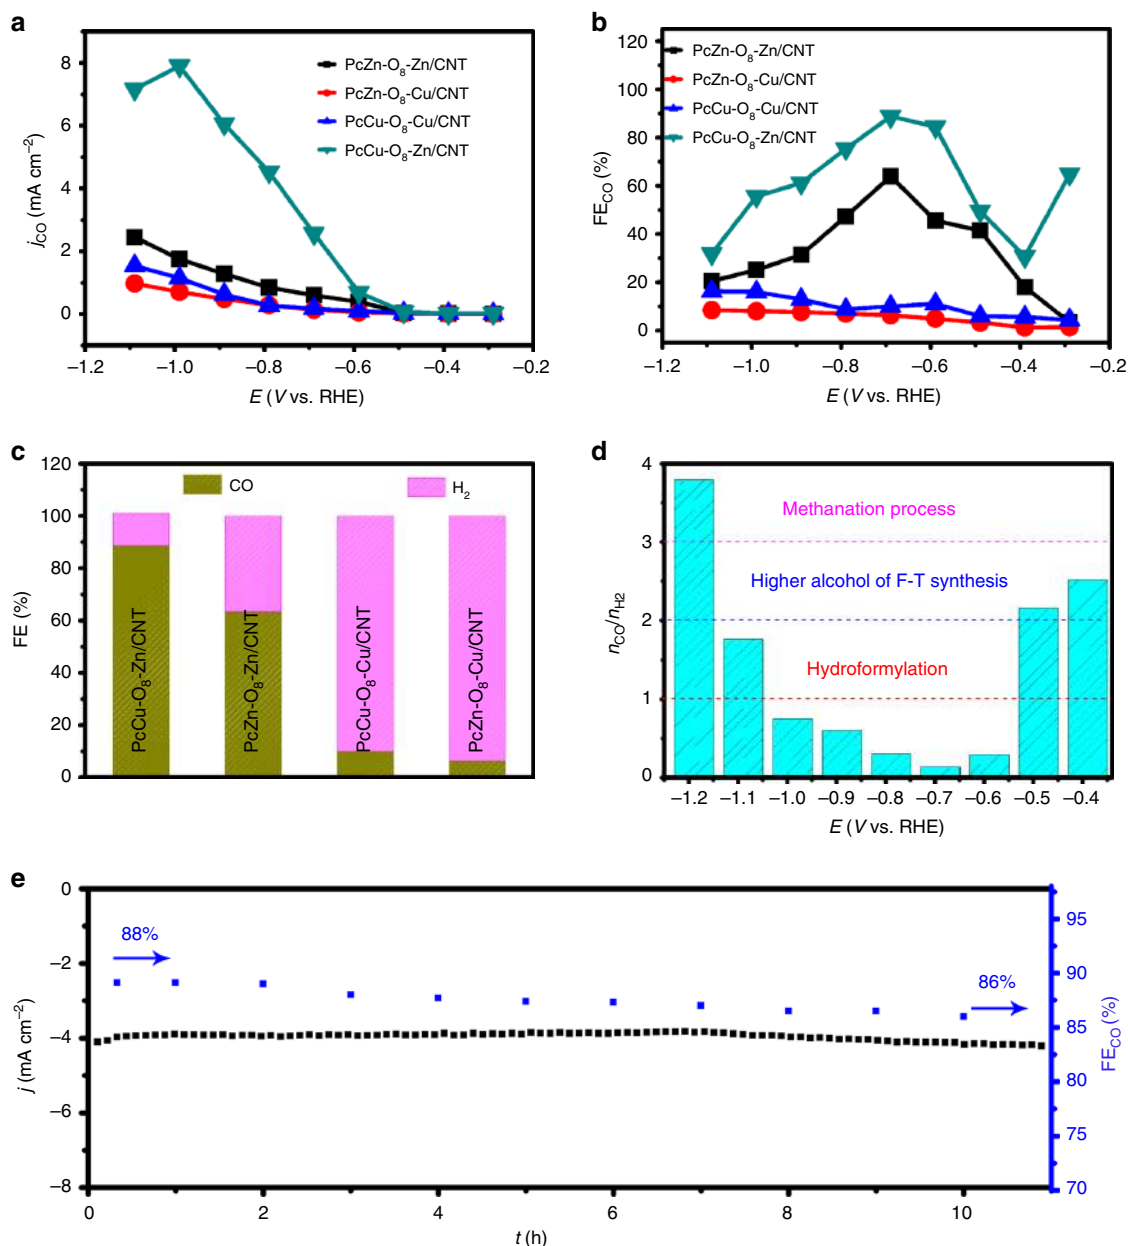 a
8
6
4
2
0
j_CO (mA cm⁻²)
PcZn-O₈-Zn/CNT
PcZn-O₈-Cu/CNT
PcCu-O₈-Cu/CNT
PcCu-O₈-Zn/CNT
−1.2 −1.0 −0.8 −0.6 −0.4 −0.2
E (V vs. RHE)
b
120
100
80
60
40
20
0
FE_CO (%)
PcZn-O₈-Zn/CNT
PcZn-O₈-Cu/CNT
PcCu-O₈-Cu/CNT
PcCu-O₈-Zn/CNT
−1.2 −1.0 −0.8 −0.6 −0.4 −0.2
E (V vs. RHE)
c
120
100
80
60
40
20
0
FE (%)
CO
H₂
PcCu-O₈-Zn/CNT
PcZn-O₈-Zn/CNT
PcCu-O₈-Cu/CNT
PcZn-O₈-Cu/CNT
d
4
3
2
1
0
n_CO/n_H2
Methanation process
Higher alcohol of F-T synthesis
Hydroformylation
−1.2 −1.1 −1.0 −0.9 −0.8 −0.7 −0.6 −0.5 −0.4
E (V vs. RHE)
e
0
−2
−4
−6
−8
j (mA cm⁻²)
88%
86%
95
90
85
80
75
70
FE_CO (%)
0 2 4 6 8 10
t (h)